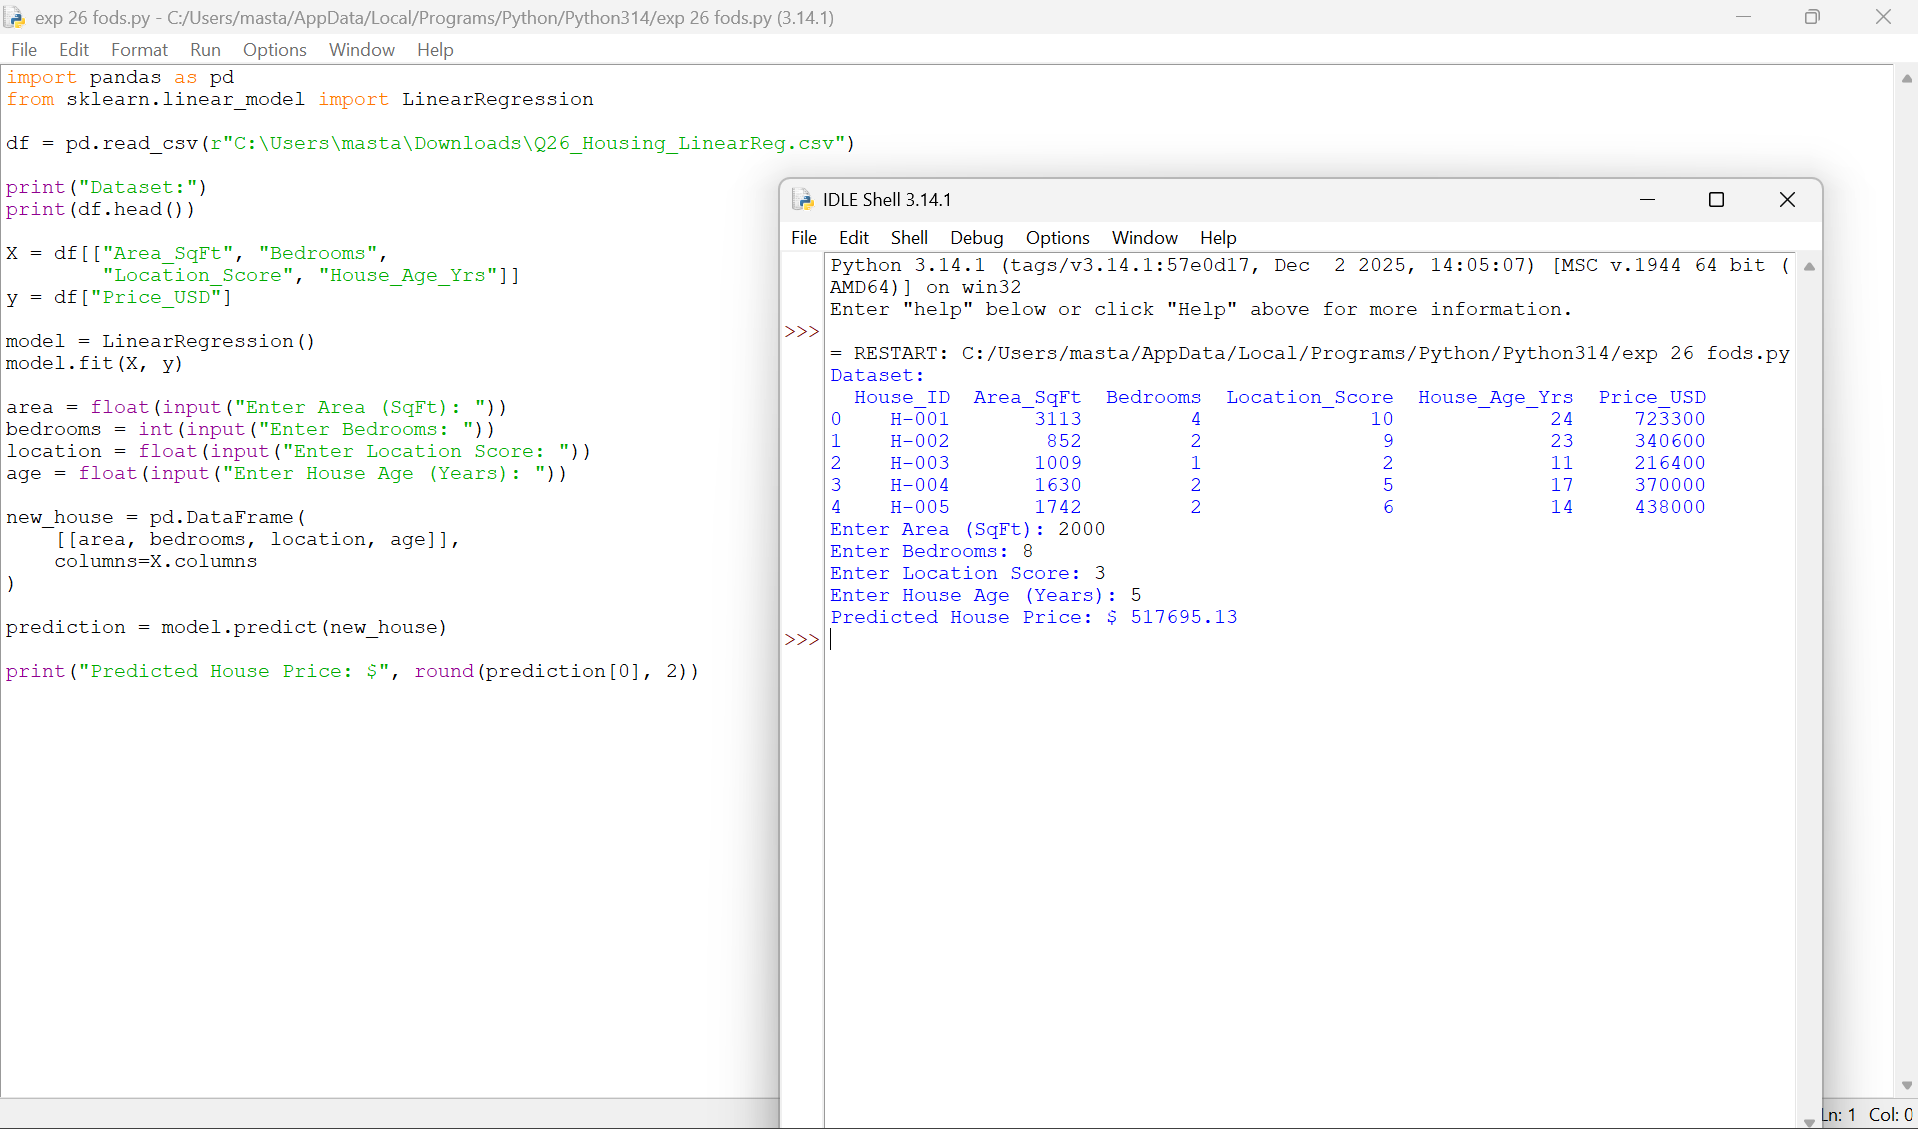 exp 26 fods.py - C:/Users/masta/AppData/Local/Programs/Python/Python314/exp 26 fods.py (3.14.1)
File Edit Format Run Options Window Help
import pandas as pd
from sklearn.linear_model import LinearRegression
df = pd.read_csv(r"C:\Users\masta\Downloads\Q26_Housing_LinearReg.csv")
print("Dataset:")
print(df.head())
X = df[["Area_SqFt", "Bedrooms",
        "Location_Score", "House_Age_Yrs"]]
y = df["Price_USD"]
model = LinearRegression()
model.fit(X, y)
area = float(input("Enter Area (SqFt): "))
bedrooms = int(input("Enter Bedrooms: "))
location = float(input("Enter Location Score: "))
age = float(input("Enter House Age (Years): "))
new_house = pd.DataFrame(
    [[area, bedrooms, location, age]],
    columns=X.columns
)
prediction = model.predict(new_house)
print("Predicted House Price: $", round(prediction[0], 2))
IDLE Shell 3.14.1
File Edit Shell Debug Options Window Help
Python 3.14.1 (tags/v3.14.1:57e0d17, Dec  2 2025, 14:05:07) [MSC v.1944 64 bit (
AMD64)] on win32
Enter "help" below or click "Help" above for more information.
>>>
= RESTART: C:/Users/masta/AppData/Local/Programs/Python/Python314/exp 26 fods.py
Dataset:
  House_ID  Area_SqFt  Bedrooms  Location_Score  House_Age_Yrs  Price_USD
0    H-001       3113         4              10             24     723300
1    H-002        852         2               9             23     340600
2    H-003       1009         1               2             11     216400
3    H-004       1630         2               5             17     370000
4    H-005       1742         2               6             14     438000
Enter Area (SqFt): 2000
Enter Bedrooms: 8
Enter Location Score: 3
Enter House Age (Years): 5
Predicted House Price: $ 517695.13
>>>
Ln: 1 Col: 0